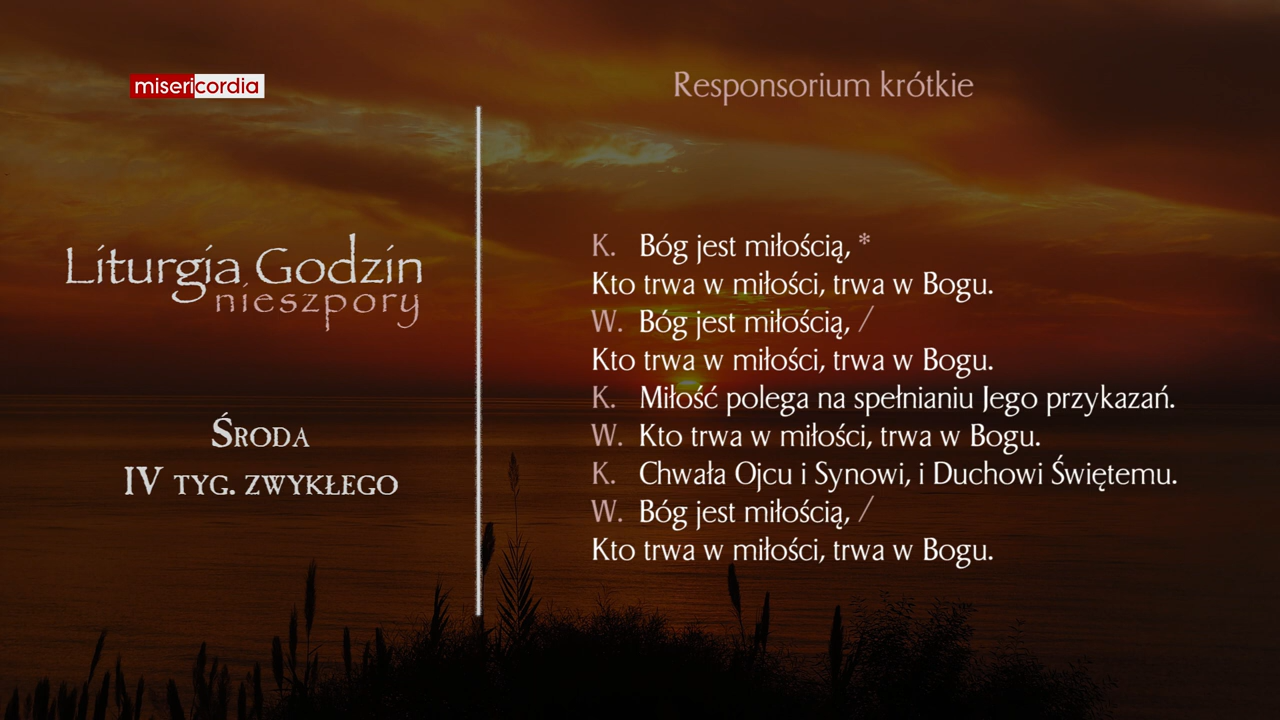 misericordia
Liturgia Godzin
nieszpory
Środa
IV tyg. zwykłego
Responsorium krótkie
K. Bóg jest miłością, *
Kto trwa w miłości, trwa w Bogu.
W. Bóg jest miłością, /
Kto trwa w miłości, trwa w Bogu.
K. Miłość polega na spełnianiu Jego przykazań.
W. Kto trwa w miłości, trwa w Bogu.
K. Chwała Ojcu i Synowi, i Duchowi Świętemu.
W. Bóg jest miłością, /
Kto trwa w miłości, trwa w Bogu.